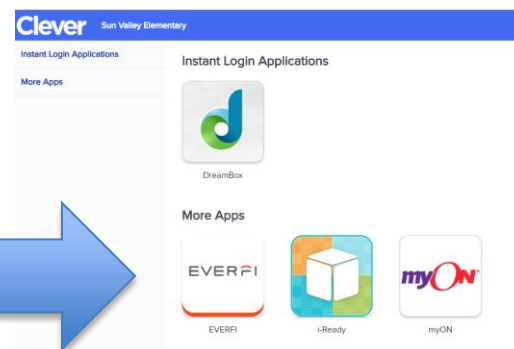 Clever Sun Valley Elementary
Instant Login Applications
More Apps
Instant Login Applications
DreamBox
More Apps
EVERFI
myON
EVERFI i-Ready myON